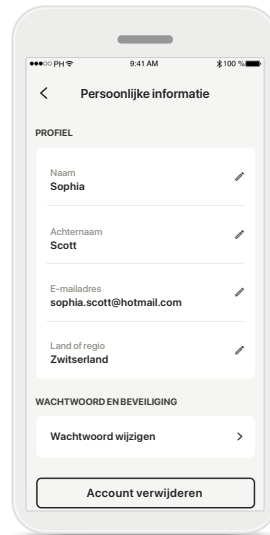 PH 9:41 AM 100 %
Persoonlijke informatie
PROFIEL
Naam
Sophia
Achternaam
Scott
E-mailadres
sophia.scott@hotmail.com
Land of regio
Zwitserland
WACHTWOORD EN BEVEILIGING
Wachtwoord wijzigen
Account verwijderen